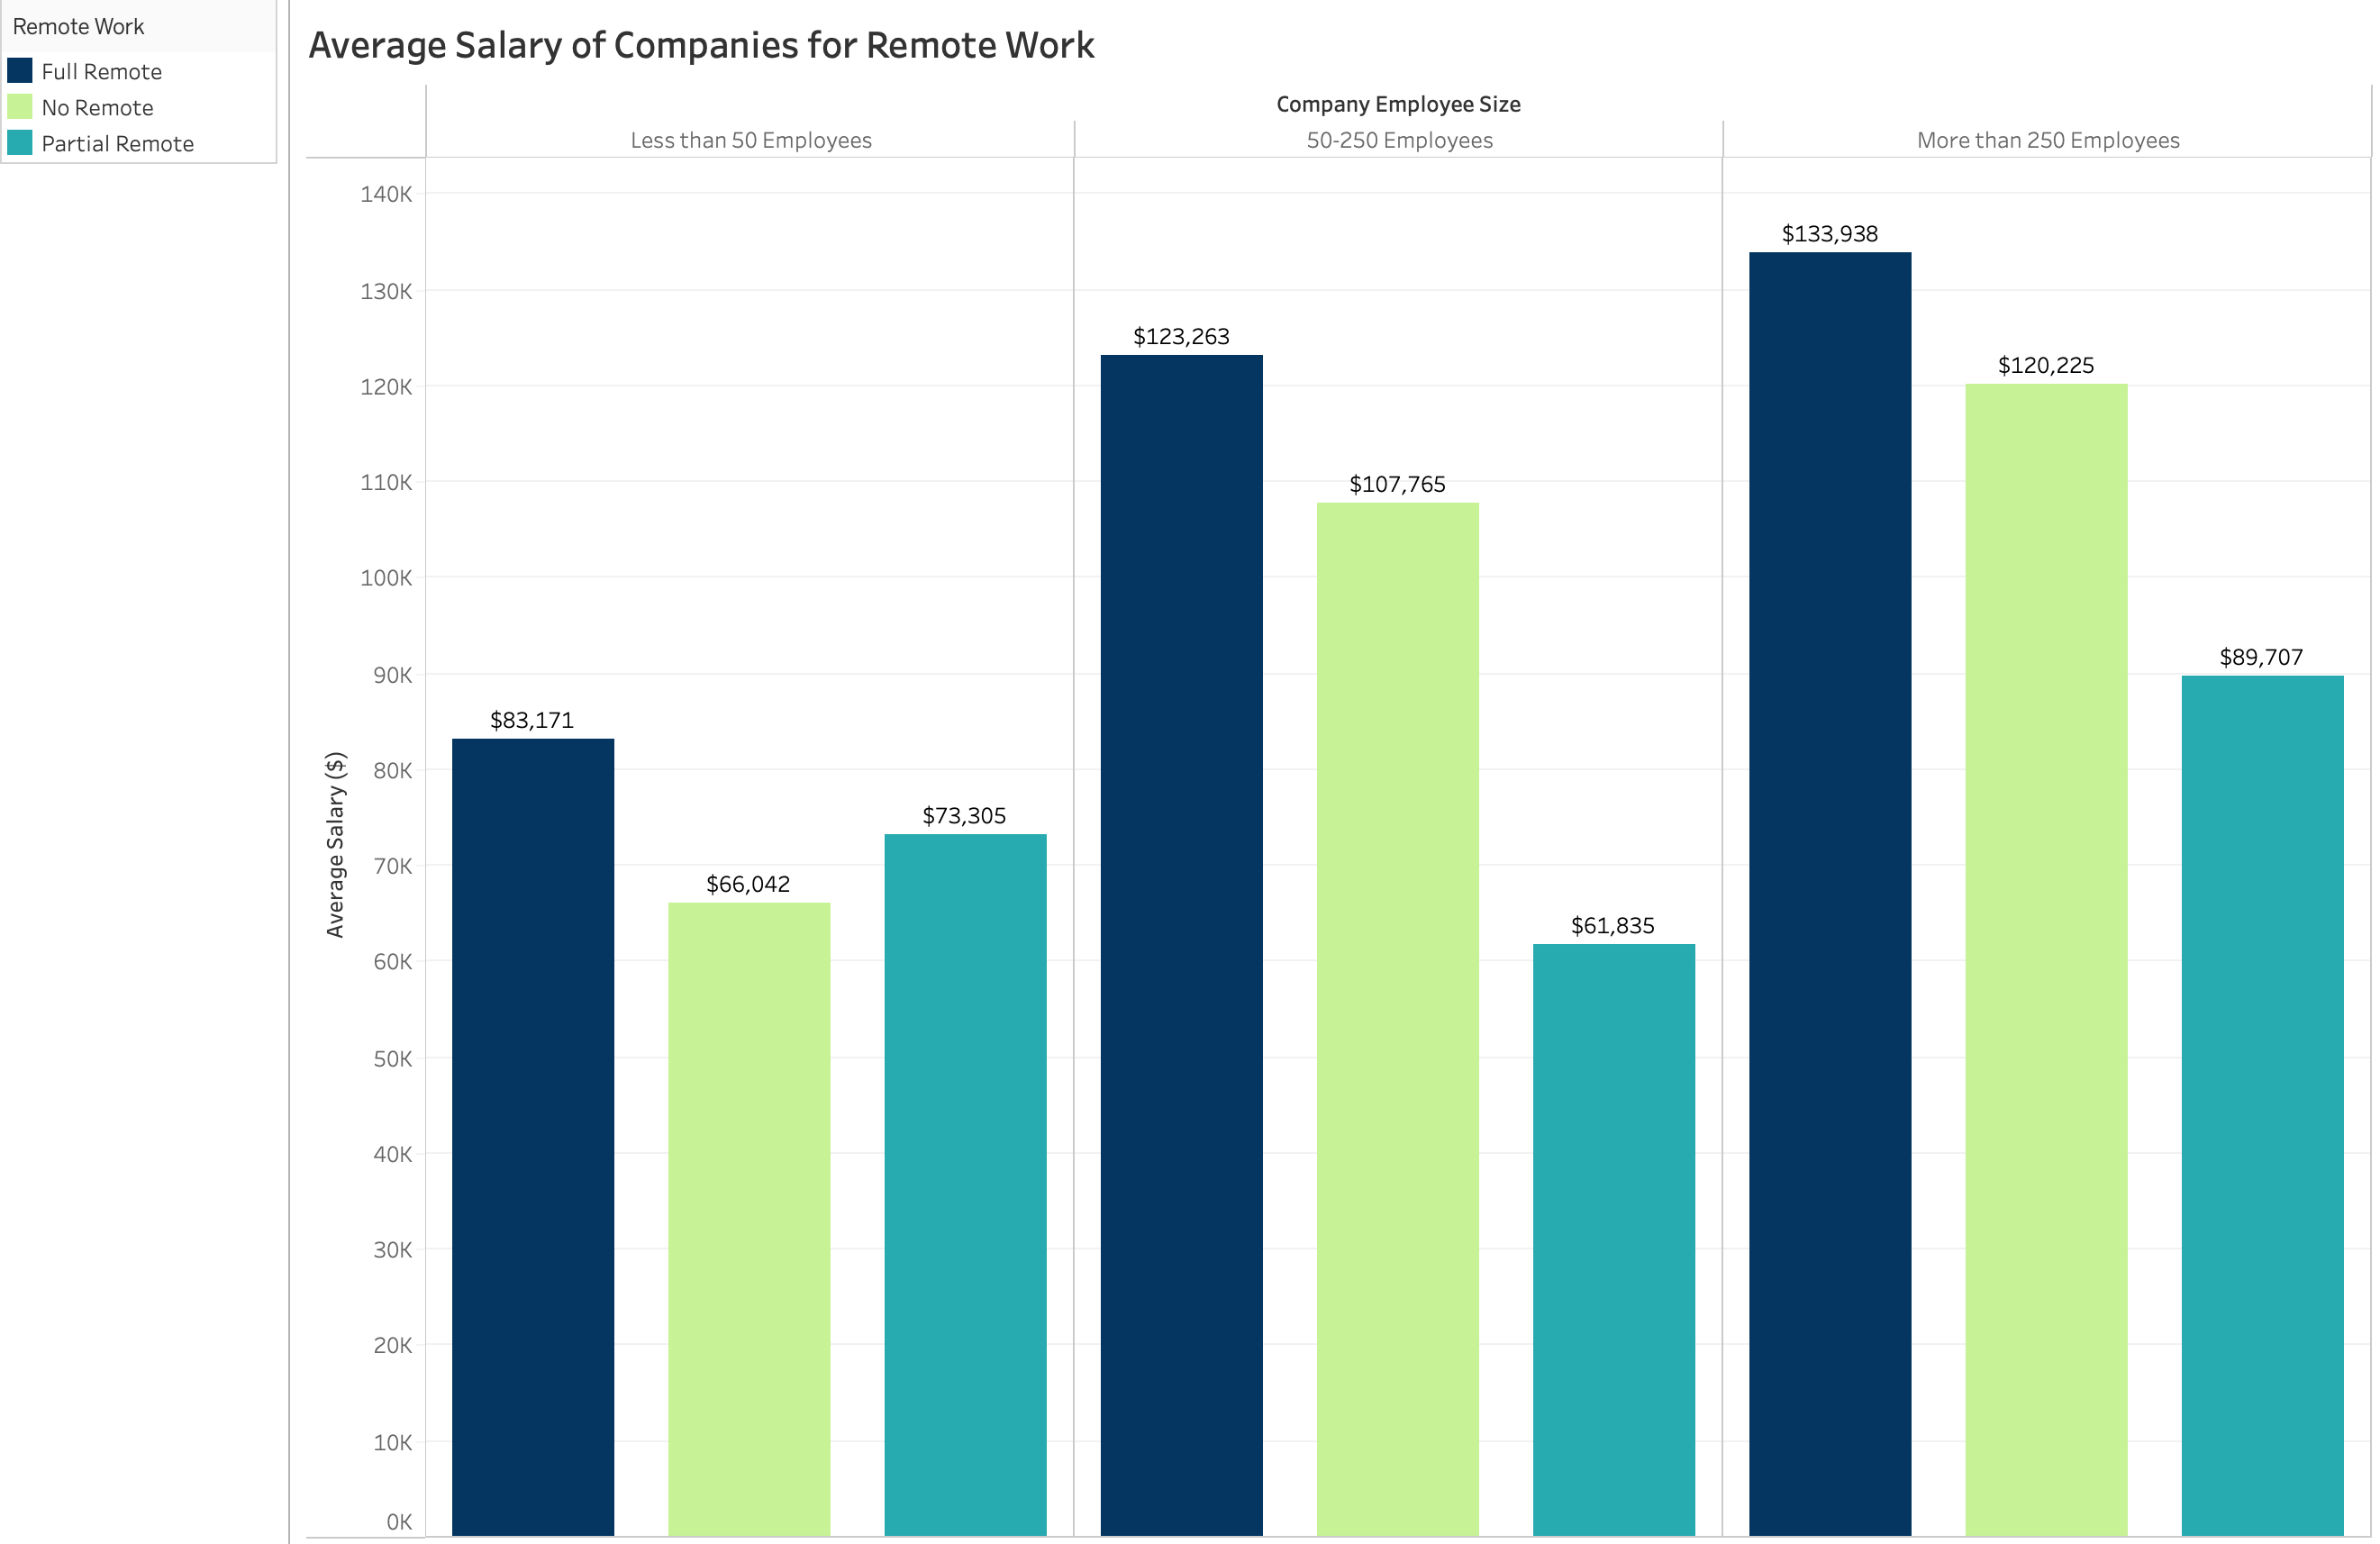 Remote Work
Full Remote
No Remote
Partial Remote
Average Salary of Companies for Remote Work
Company Employee Size
Less than 50 Employees
50-250 Employees
More than 250 Employees
Average Salary ($)
140K
130K
120K
110K
100K
90K
80K
70K
60K
50K
40K
30K
20K
10K
0K
$83,171
$66,042
$73,305
$123,263
$107,765
$61,835
$133,938
$120,225
$89,707